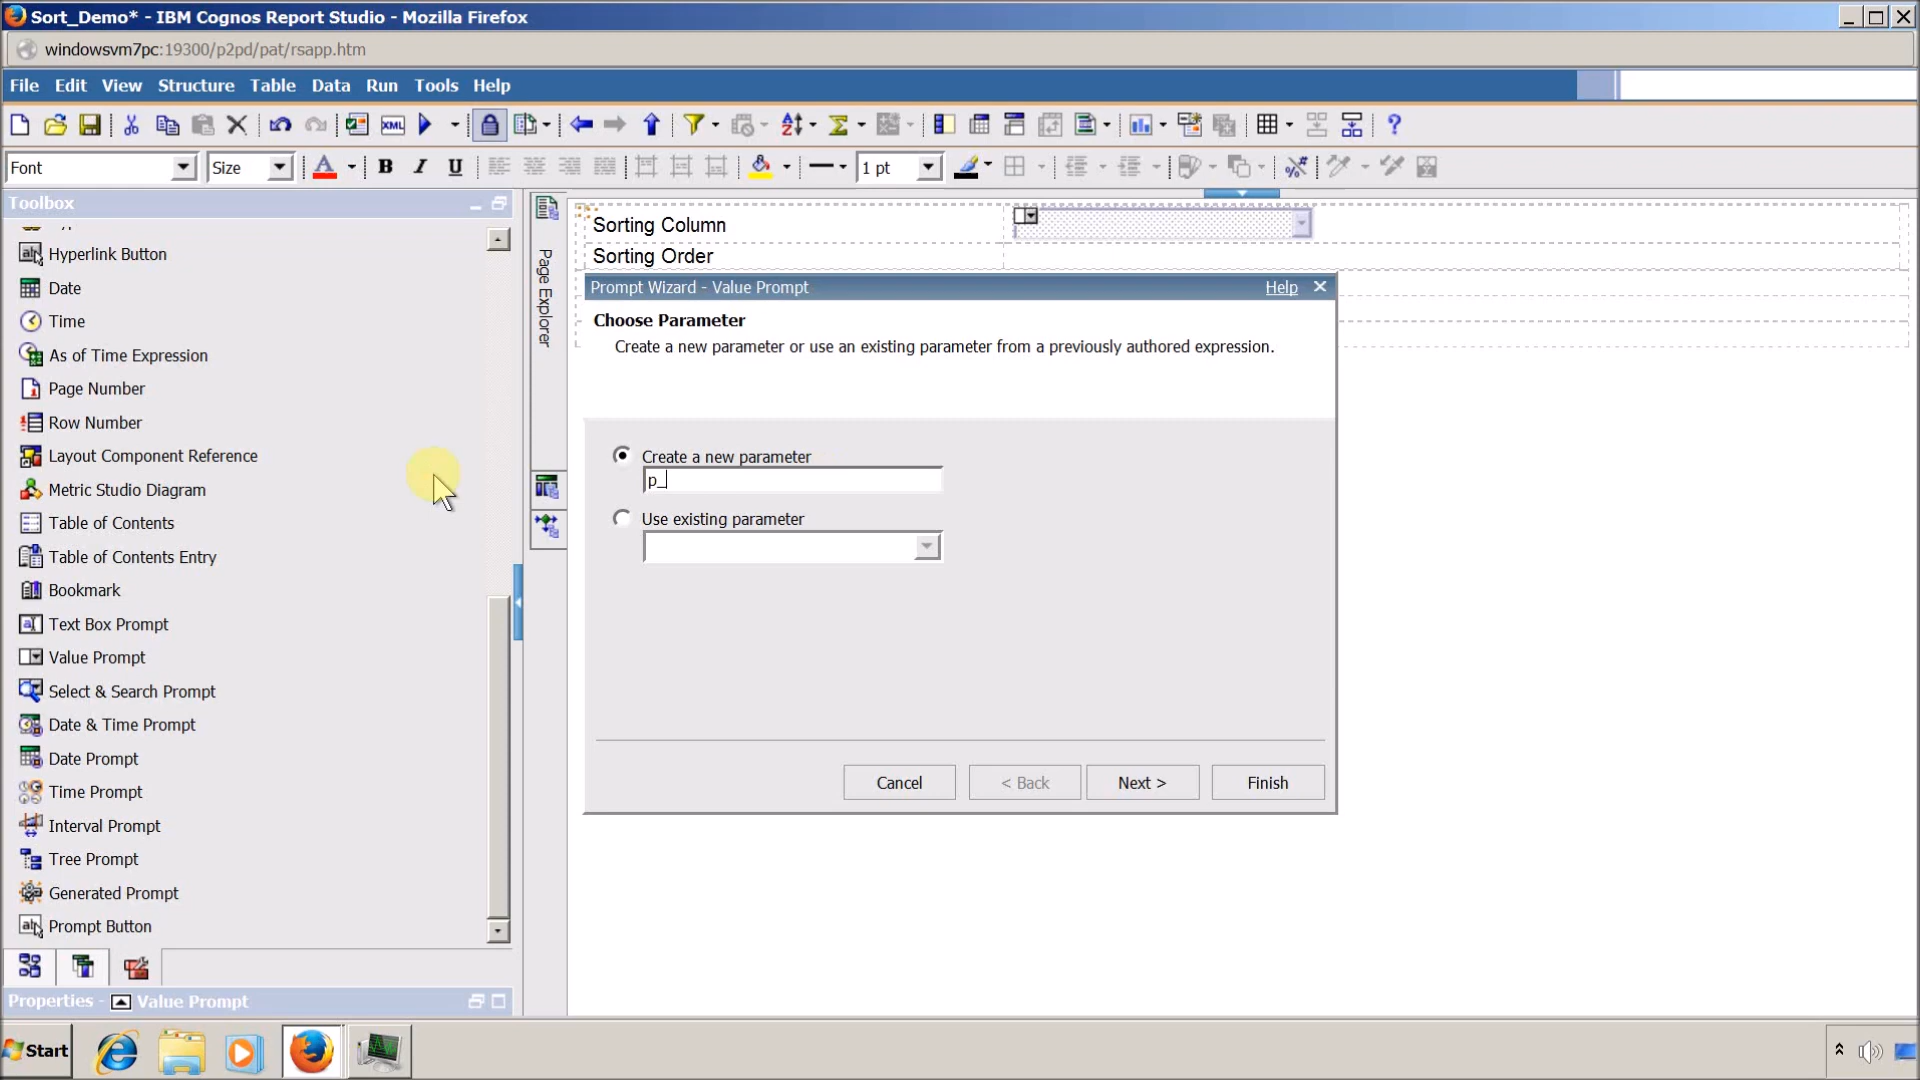 Sort_Demo* - IBM Cognos Report Studio - Mozilla Firefox
windowsvm7pc:19300/p2pd/pat/rsapp.htm
File Edit View Structure Table Data Run Tools Help
XML
Font Size A B I U 1 pt
Toolbox
Hyperlink Button
Date
Time
As of Time Expression
Page Number
Row Number
Layout Component Reference
Metric Studio Diagram
Table of Contents
Table of Contents Entry
Bookmark
Text Box Prompt
Value Prompt
Select & Search Prompt
Date & Time Prompt
Date Prompt
Time Prompt
Interval Prompt
Tree Prompt
Generated Prompt
Prompt Button
Properties - Value Prompt
Page Explorer
Sorting Column
Sorting Order
Prompt Wizard - Value Prompt Help
Choose Parameter
Create a new parameter or use an existing parameter from a previously authored expression.
Create a new parameter
p_
Use existing parameter
Cancel < Back Next > Finish
Start